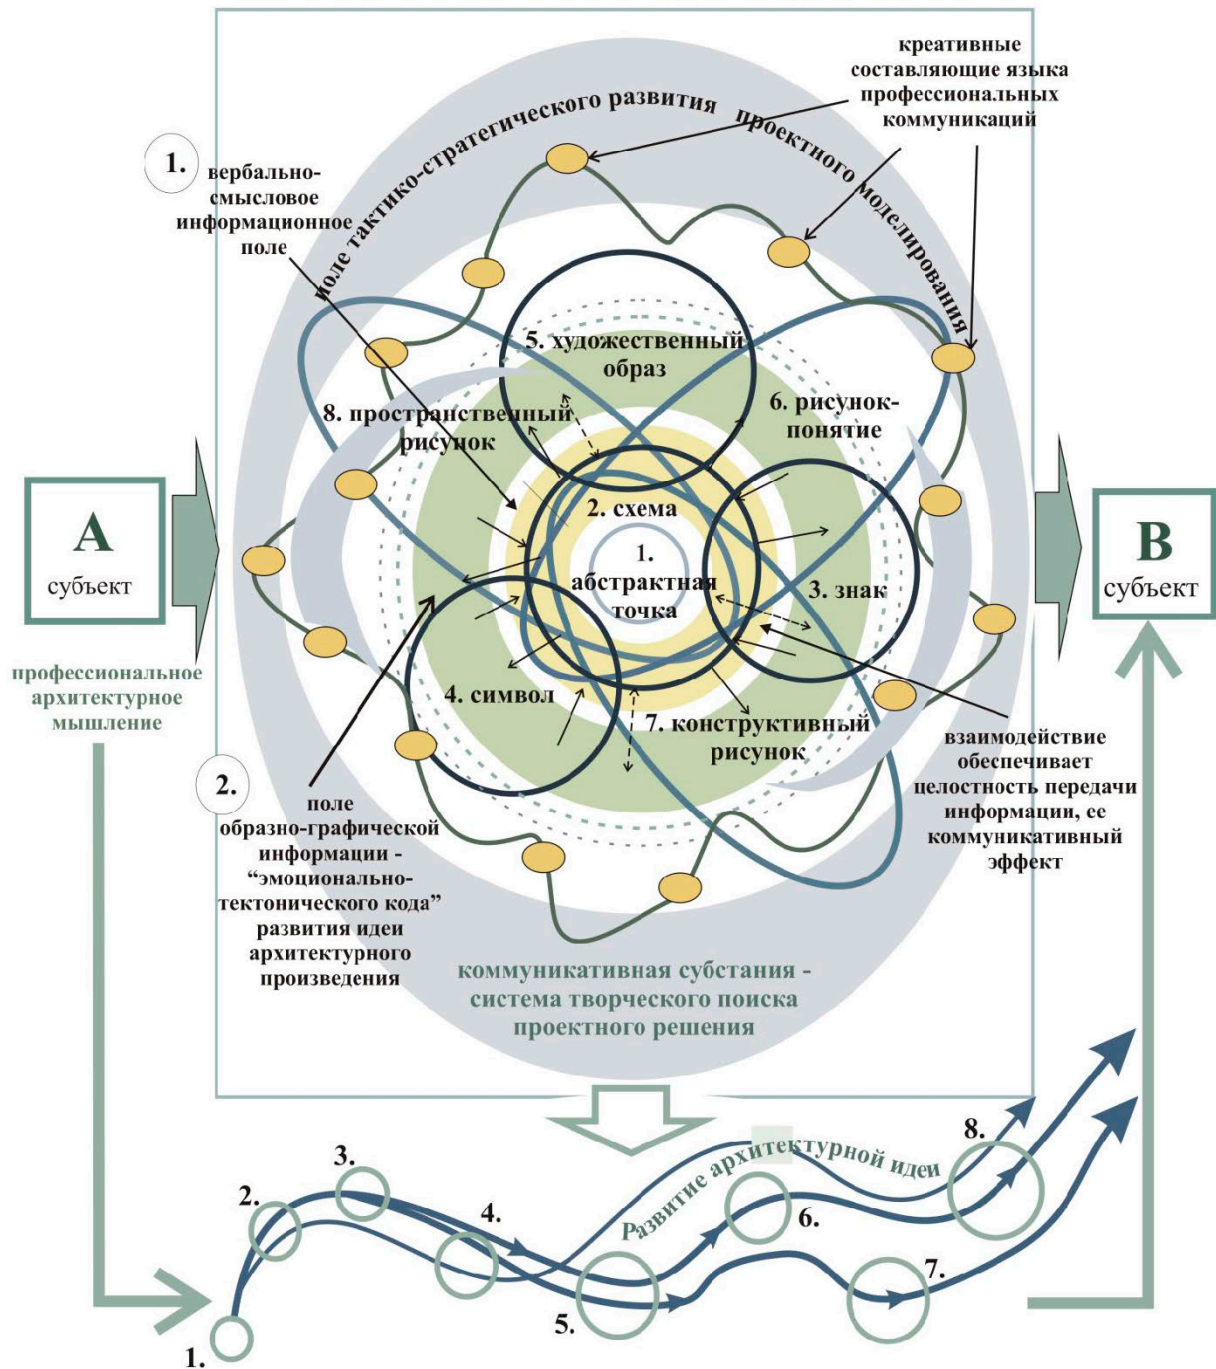 креативные
составляющие языка
профессиональных
коммуникаций
поле тактико-стратегического развития проектного моделирования
1.
вербально-
смысловое
информационное
поле
5. художественный
образ
8. пространственный
рисунок
6. рисунок-
понятие
2. схема
1.
абстрактная
точка
3. знак
4. символ
7. конструктивный
рисунок
А
субъект
профессиональное
архитектурное
мышление
В
субъект
2.
поле
образно-графической
информации -
“эмоционально-
тектонического кода”
развития идеи
архитектурного
произведения
взаимодействие
обеспечивает
целостность передачи
информации, ее
коммуникативный
эффект
коммуникативная субстания -
система творческого поиска
проектного решения
Развитие архитектурной идеи
1.
2.
3.
4.
5.
6.
7.
8.